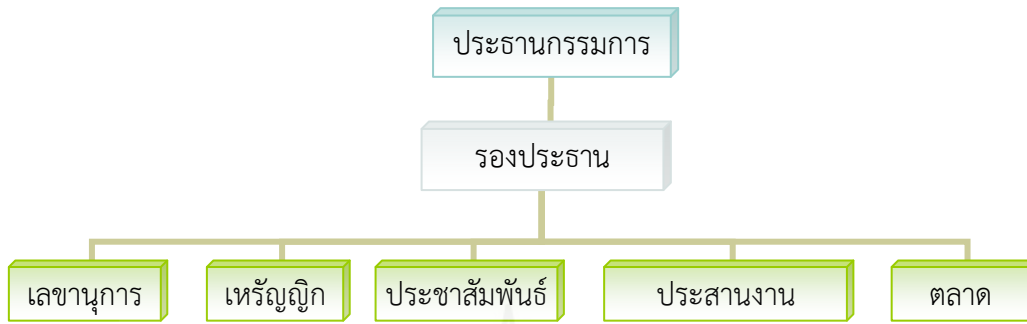 ประธานกรรมการ
รองประธาน
เลขานุการ
เหรัญญิก
ประชาสัมพันธ์
ประสานงาน
ตลาด